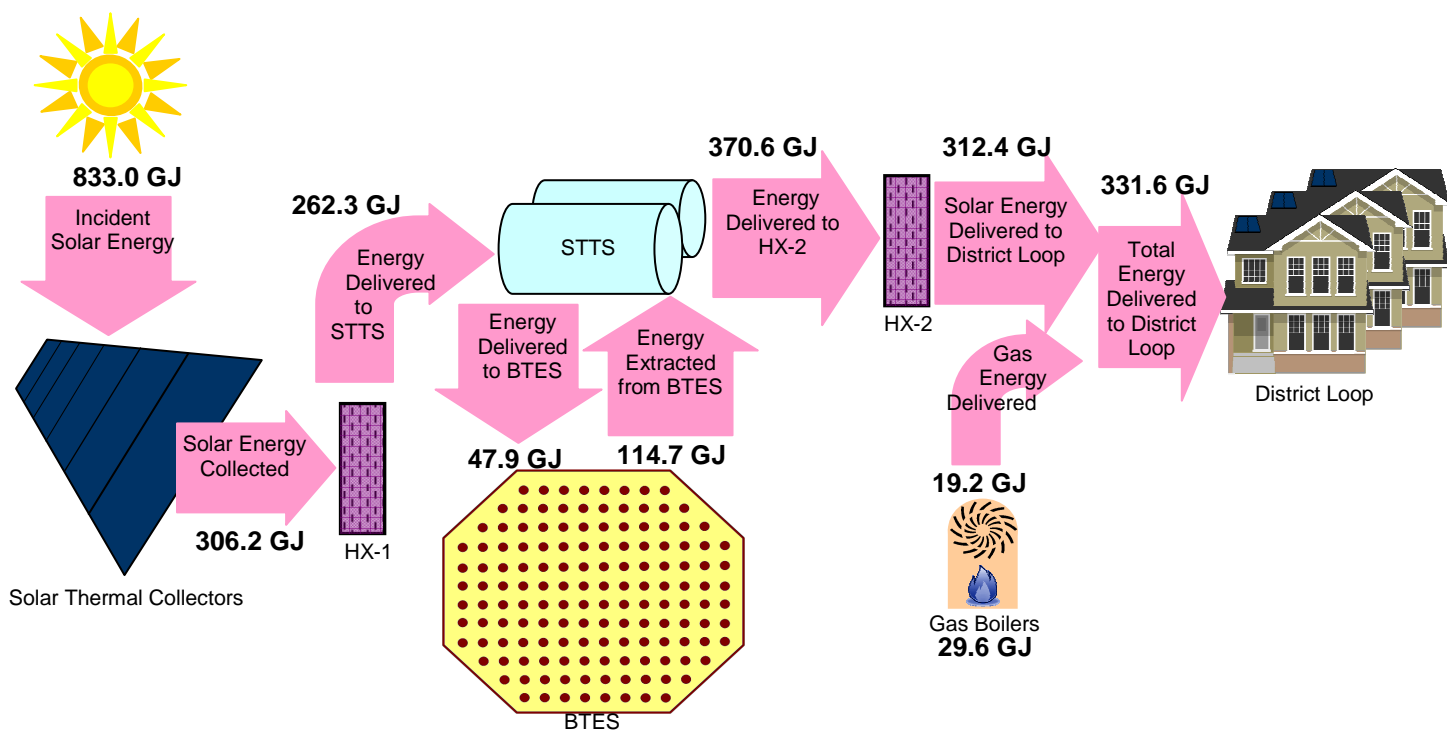 833.0 GJ
Incident
Solar Energy
Solar Thermal Collectors
Solar Energy
Collected
306.2 GJ
HX-1
262.3 GJ
Energy
Delivered
to
STTS
STTS
Energy
Delivered
to BTES
47.9 GJ
Energy
Extracted
from BTES
114.7 GJ
BTES
370.6 GJ
Energy
Delivered to
HX-2
HX-2
312.4 GJ
Solar Energy
Delivered to
District Loop
Gas
Energy
Delivered
19.2 GJ
Gas Boilers
29.6 GJ
331.6 GJ
Total
Energy
Delivered
to District
Loop
District Loop